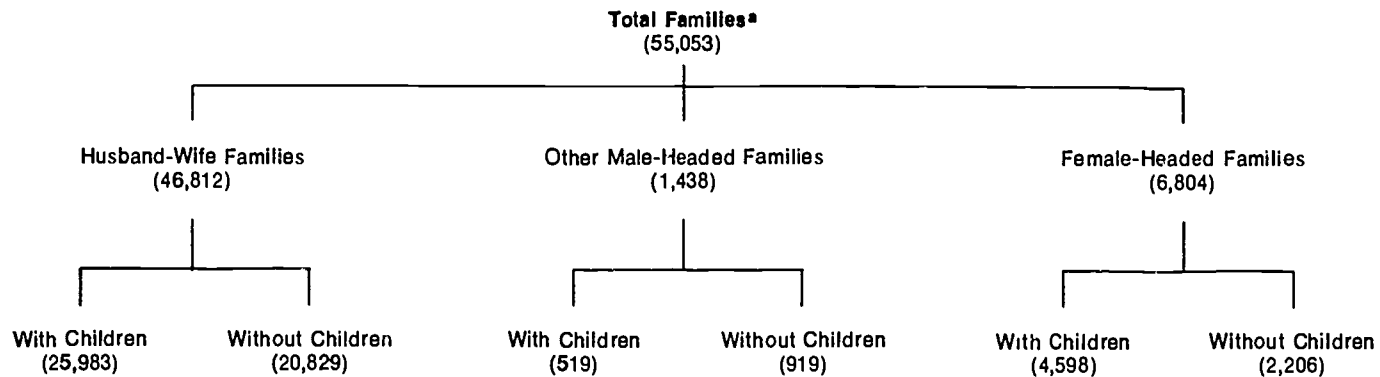 Total Families a
(55,053)
Husband-Wife Families
(46,812)
Other Male-Headed Families
(1,438)
Female-Headed Families
(6,804)
With Children
(25,983)
Without Children
(20,829)
With Children
(519)
Without Children
(919)
With Children
(4,598)
Without Children
(2,206)